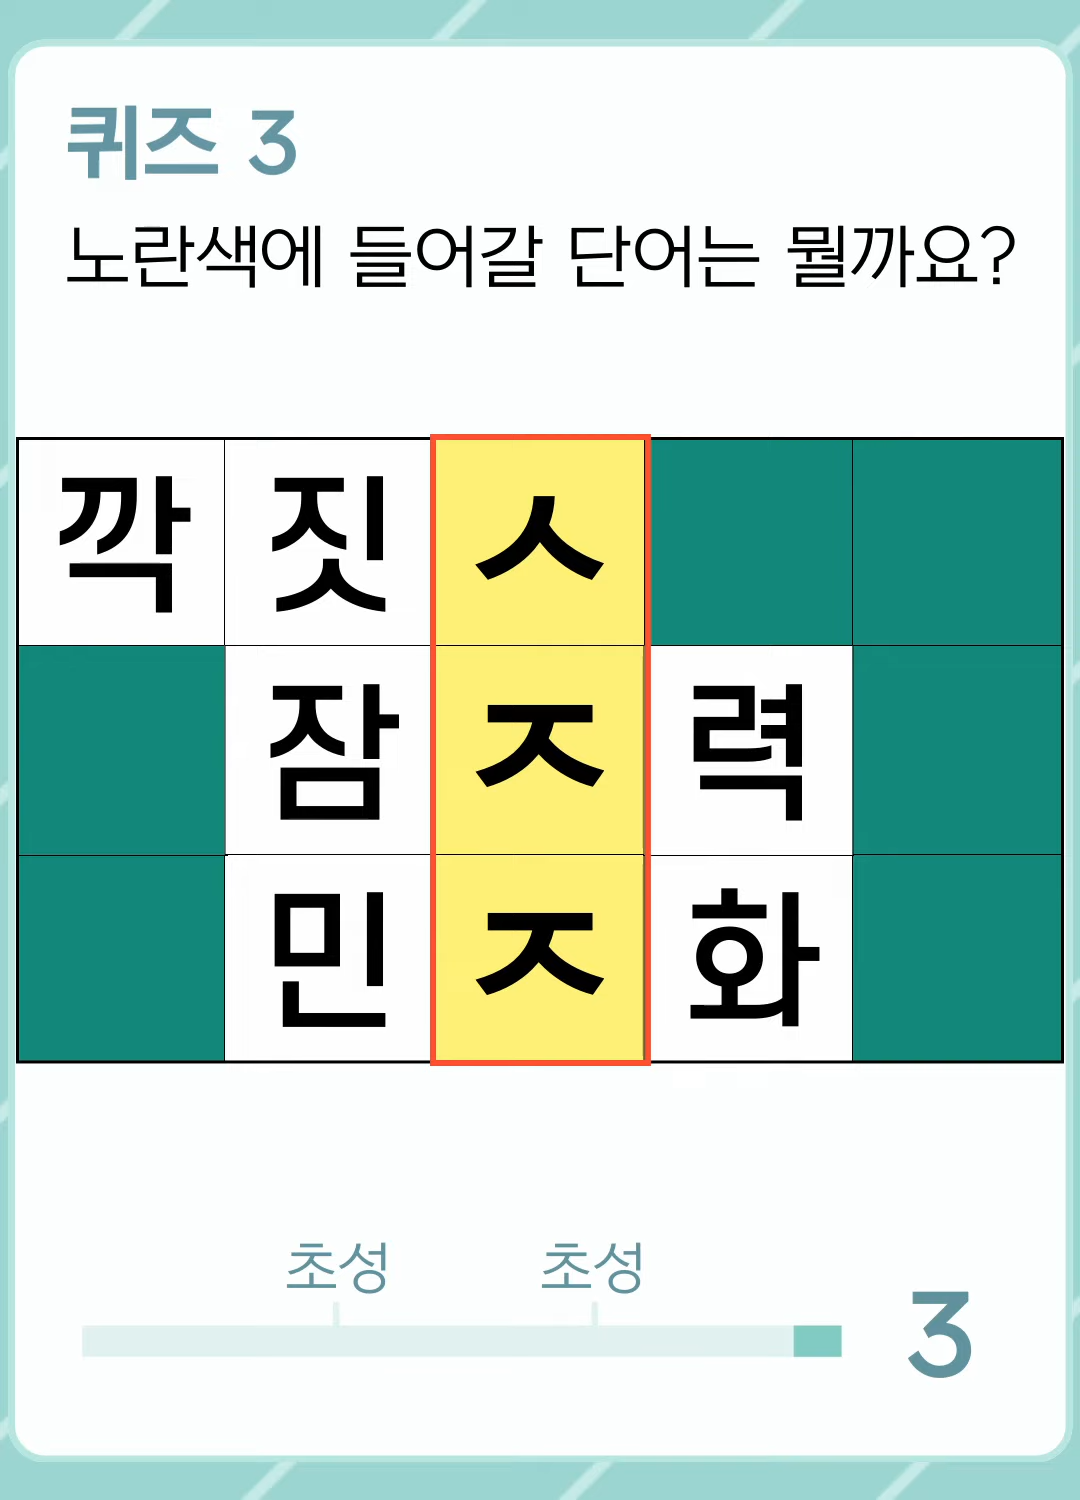 퀴즈 3
노란색에 들어갈 단어는 뭘까요?
깍 짓 ㅅ
잠 ㅈ 력
민 ㅈ 화
초성 초성
3